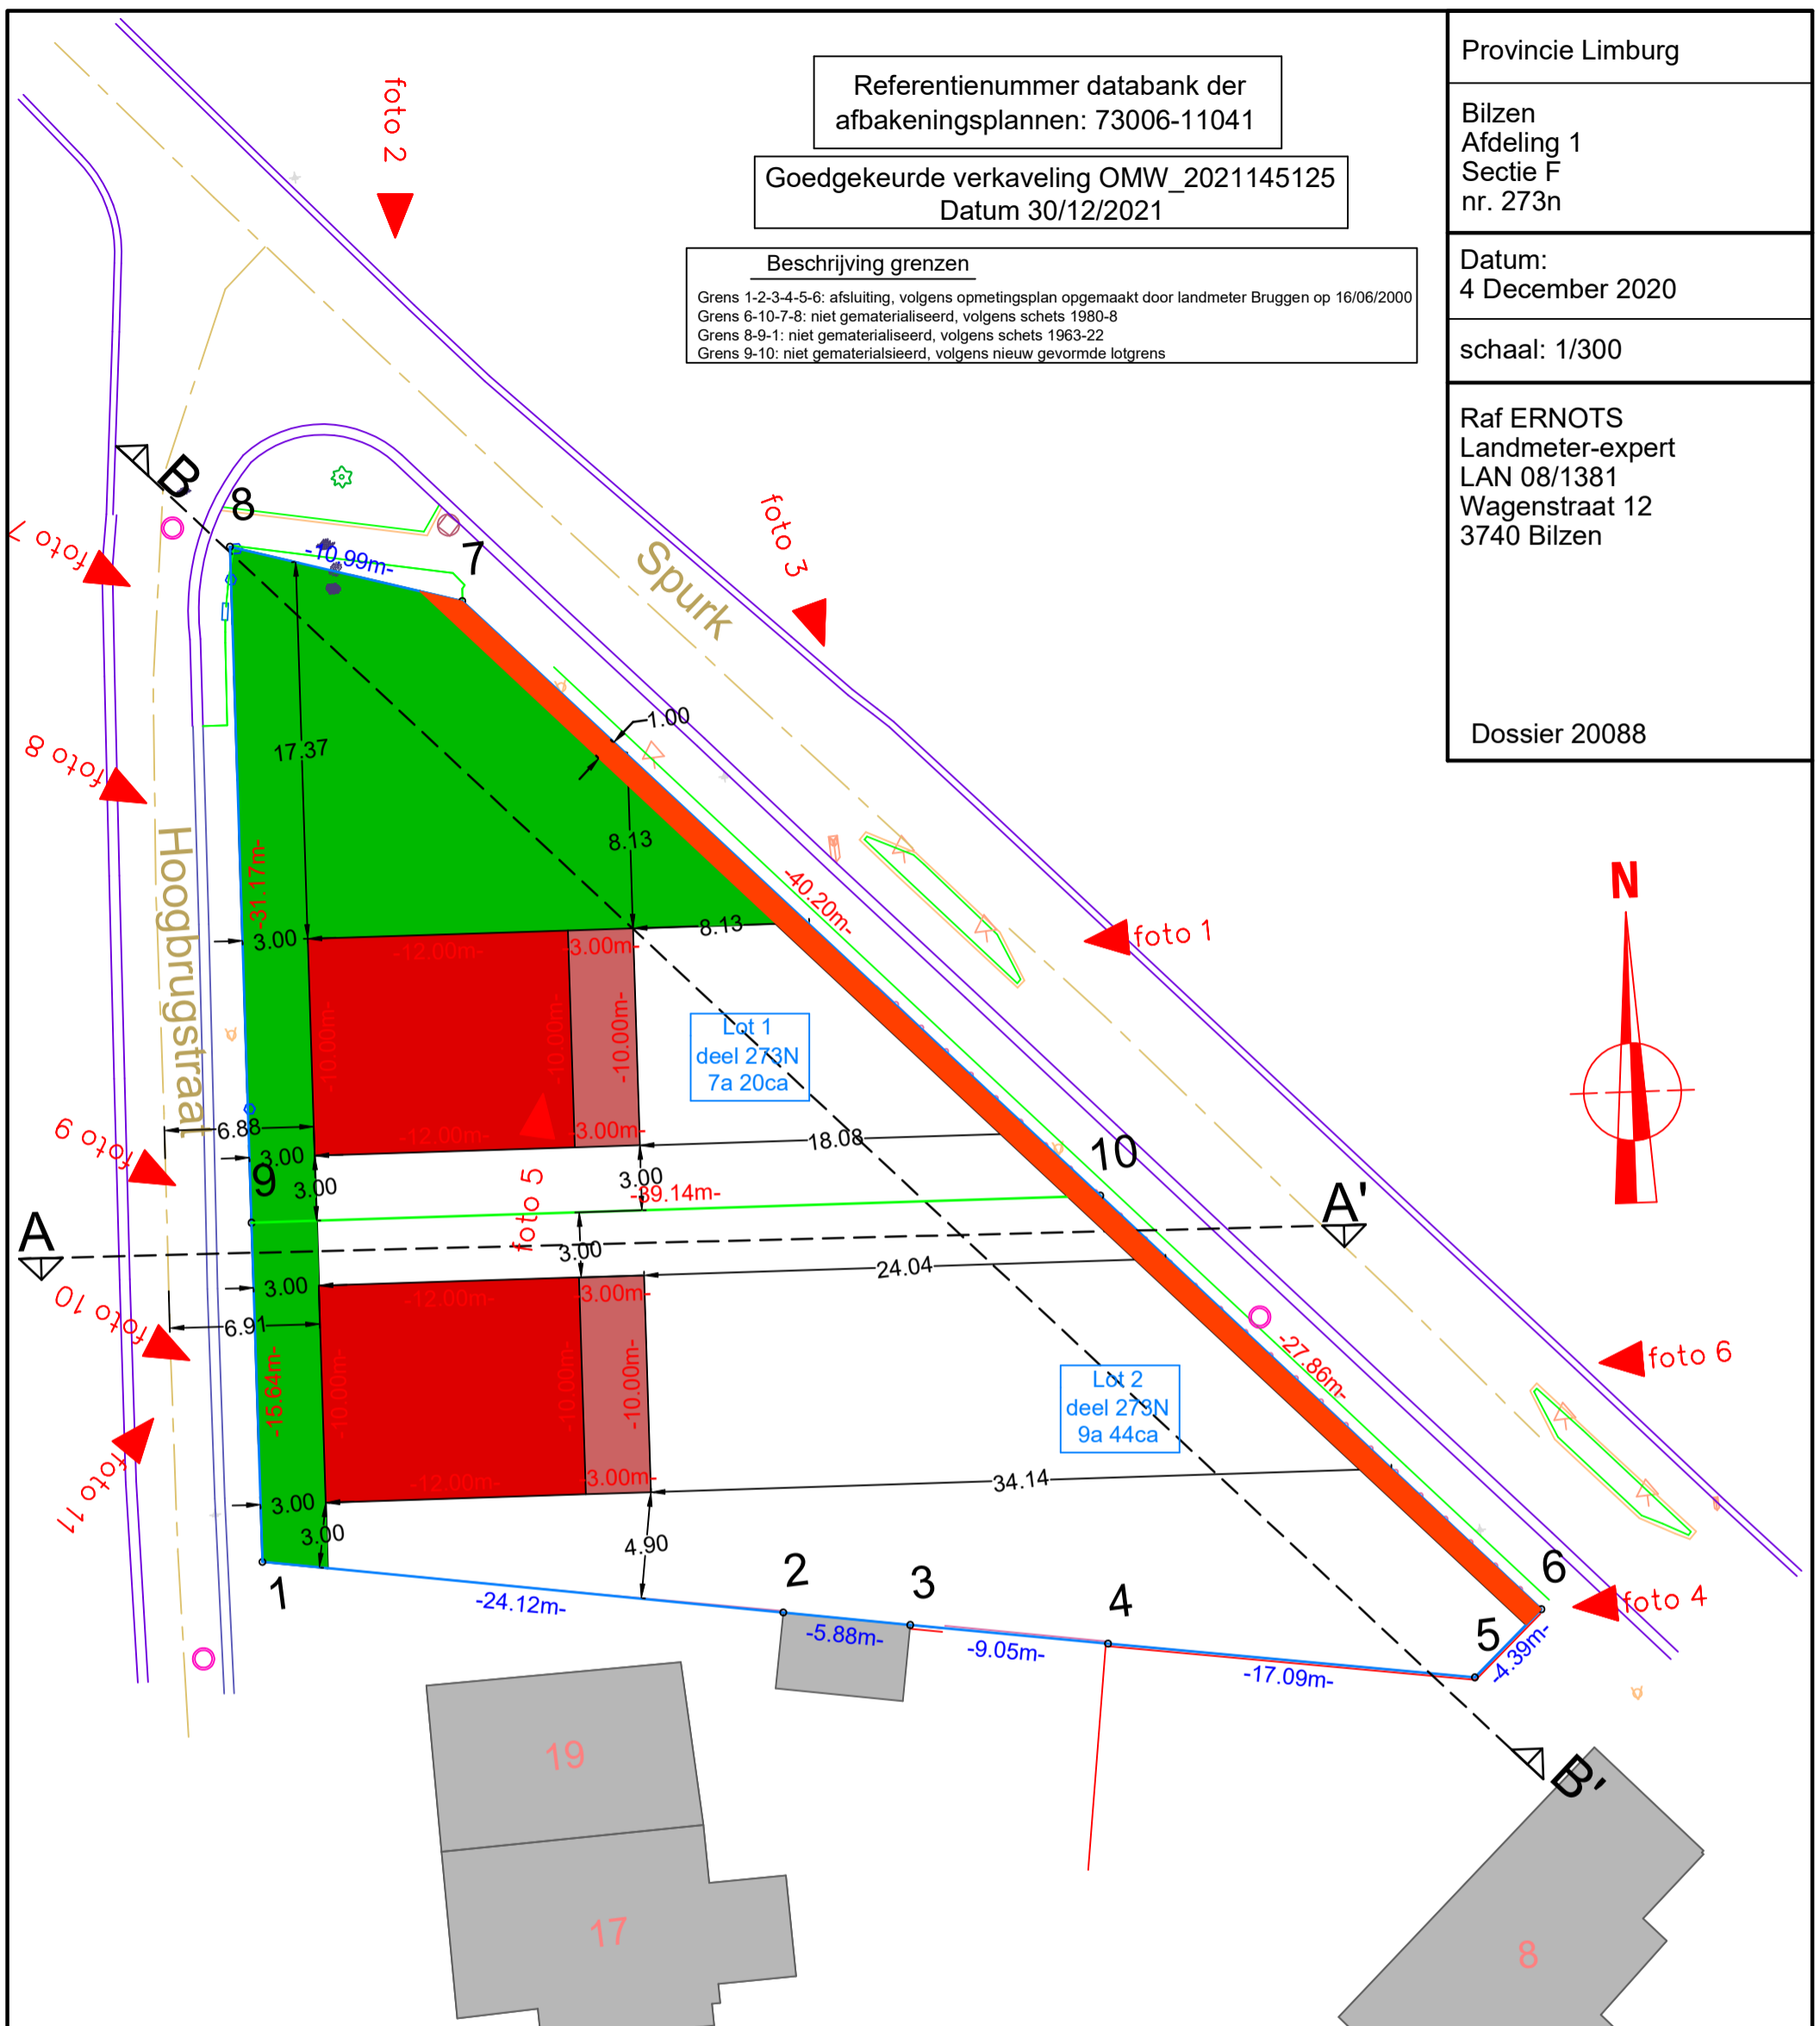 Provincie Limburg
Bilzen
Afdeling 1
Sectie F
nr. 273n
Datum:
4 December 2020
schaal: 1/300
Raf ERNOTS
Landmeter-expert
LAN 08/1381
Wagenstraat 12
3740 Bilzen
Dossier 20088
Referentienummer databank der
afbakeningsplannen: 73006-11041
Goedgekeurde verkaveling OMW_2021145125
Datum 30/12/2021
Beschrijving grenzen
Grens 1-2-3-4-5-6: afsluiting, volgens opmetingsplan opgemaakt door landmeter Bruggen op 16/06/2000
Grens 6-10-7-8: niet gematerialiseerd, volgens schets 1980-8
Grens 8-9-1: niet gematerialiseerd, volgens schets 1963-22
Grens 9-10: niet gematerialsieerd, volgens nieuw gevormde lotgrens
foto 2
B
8
-10.99m-
7
foto 7
foto 3
Spurk
1.00
17.37
foto 8
8.13
Hoogbrugstraat
-31.17m-
-40.20m-
N
3.00
-12.00m-
-3.00m-
8.13
foto 1
-10.00m-
-10.00m-
-10.00m-
Lot 1
deel 273N
7a 20ca
6.88
-12.00m-
-3.00m-
18.08
foto 9
3.00
9
3.00
3.00
10
-39.14m-
foto 5
A
A'
3.00
24.04
3.00
-12.00m-
-3.00m-
foto 10
6.91
-15.64m-
-10.00m-
-10.00m-
-10.00m-
-27.86m-
foto 6
Lot 2
deel 273N
9a 44ca
foto 11
-12.00m-
-3.00m-
34.14
3.00
3.00
4.90
1
2
3
4
5
6
foto 4
-24.12m-
-5.88m-
-9.05m-
-17.09m-
-4.39m-
19
B'
17
8